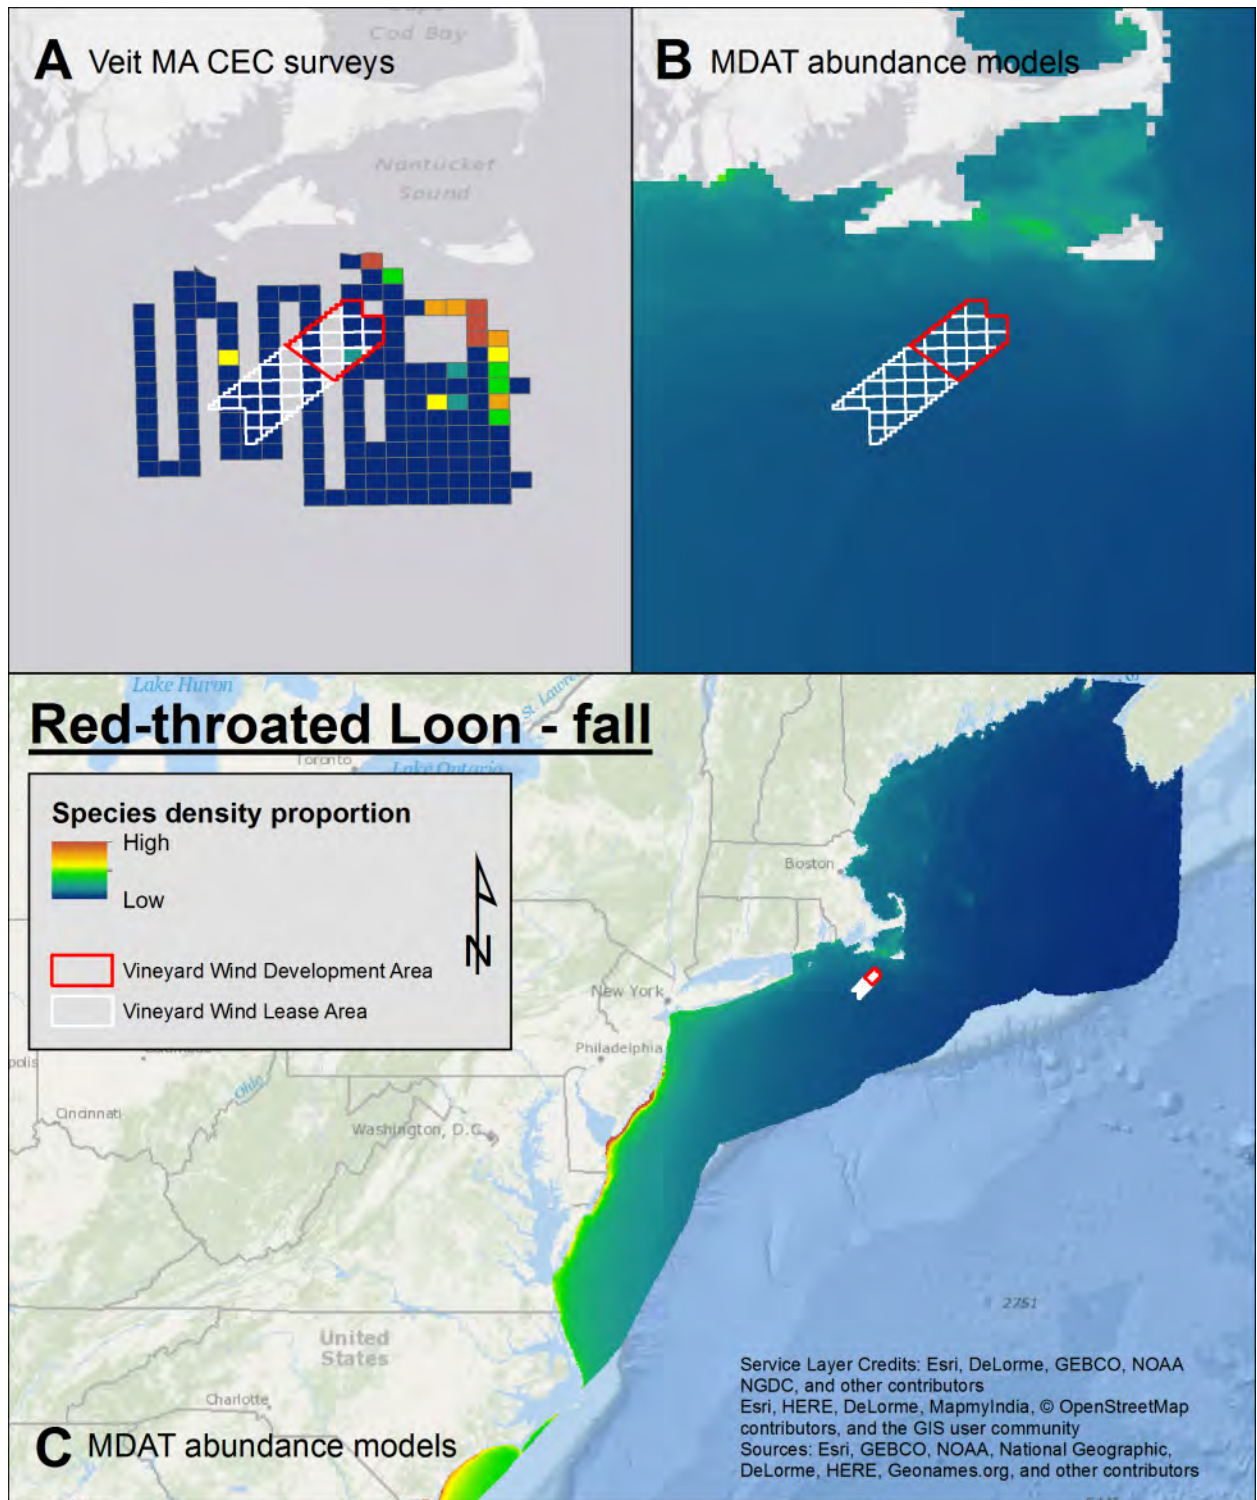 Cod Bay
A Veit MA CEC surveys
Nantucket
Sound
B MDAT abundance models
Lake Huron
St. Lawre
Red-throated Loon - fall
Toronto
Lake Ontario
Species density proportion
High
Low
N
Vineyard Wind Development Area
Vineyard Wind Lease Area
Boston
New York
Philadelphia
polis
Columbus
Ohio
Cincinnati
Washington, D.C.
2751
United
States
Charlotte
Service Layer Credits: Esri, DeLorme, GEBCO, NOAA
NGDC, and other contributors
Esri, HERE, DeLorme, MapmyIndia, © OpenStreetMap
contributors, and the GIS user community
Sources: Esri, GEBCO, NOAA, National Geographic,
DeLorme, HERE, Geonames.org, and other contributors
C MDAT abundance models